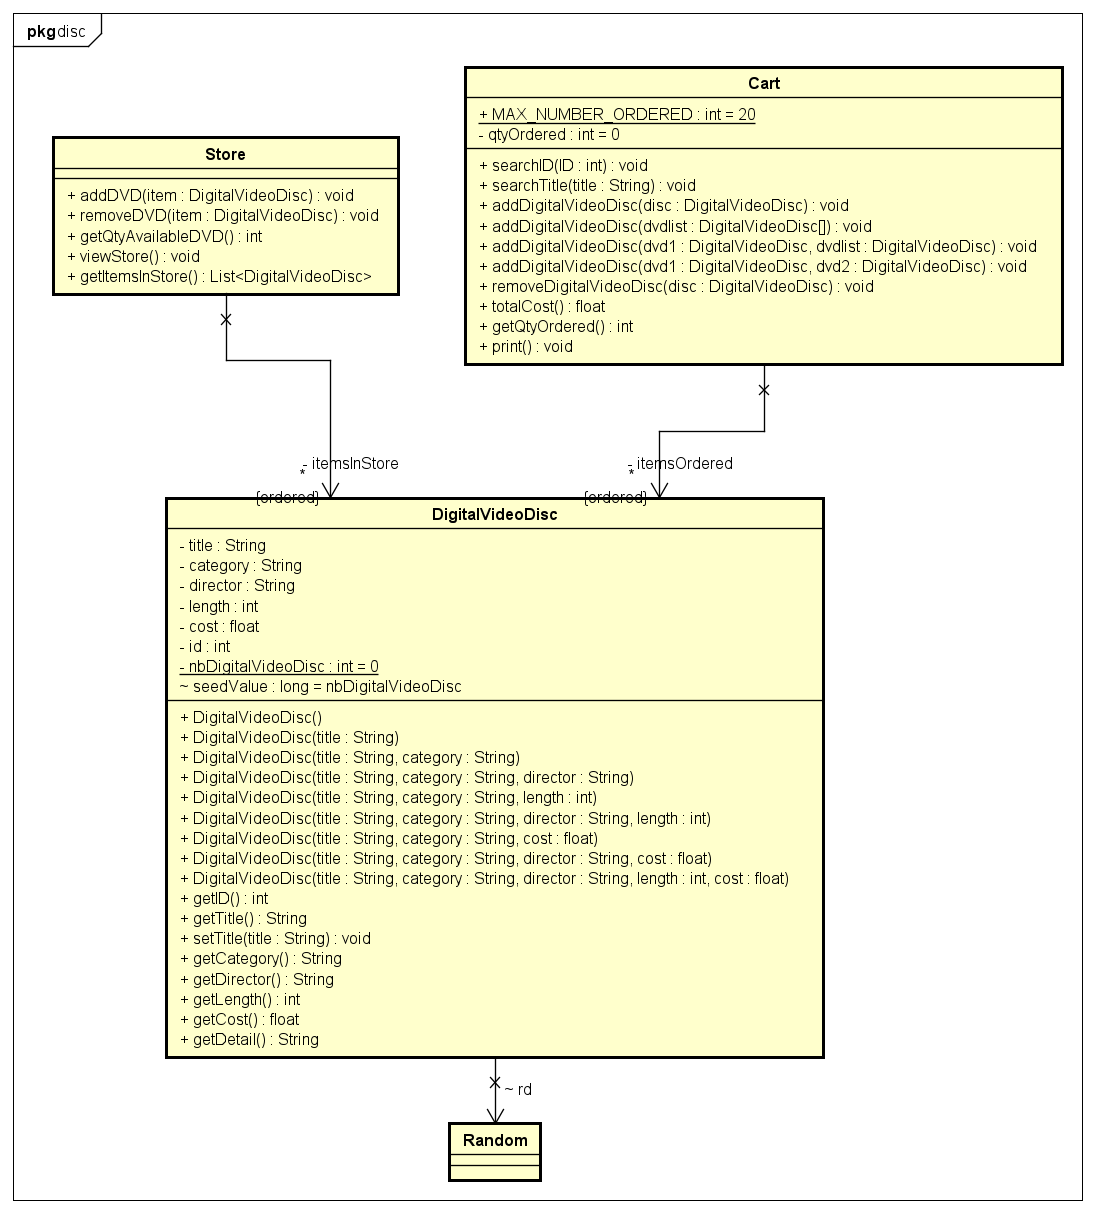 pkg disc
Cart
+ MAX_NUMBER_ORDERED : int = 20
- qtyOrdered : int = 0
+ searchID(ID : int) : void
+ searchTitle(title : String) : void
+ addDigitalVideoDisc(disc : DigitalVideoDisc) : void
+ addDigitalVideoDisc(dvdlist : DigitalVideoDisc[]) : void
+ addDigitalVideoDisc(dvd1 : DigitalVideoDisc, dvdlist : DigitalVideoDisc) : void
+ addDigitalVideoDisc(dvd1 : DigitalVideoDisc, dvd2 : DigitalVideoDisc) : void
+ removeDigitalVideoDisc(disc : DigitalVideoDisc) : void
+ totalCost() : float
+ getQtyOrdered() : int
+ print() : void
Store
+ addDVD(item : DigitalVideoDisc) : void
+ removeDVD(item : DigitalVideoDisc) : void
+ getQtyAvailableDVD() : int
+ viewStore() : void
+ getItemsInStore() : List<DigitalVideoDisc>
- itemsInStore
*
{ordered}
- itemsOrdered
*
{ordered}
DigitalVideoDisc
- title : String
- category : String
- director : String
- length : int
- cost : float
- id : int
- nbDigitalVideoDisc : int = 0
~ seedValue : long = nbDigitalVideoDisc
+ DigitalVideoDisc()
+ DigitalVideoDisc(title : String)
+ DigitalVideoDisc(title : String, category : String)
+ DigitalVideoDisc(title : String, category : String, director : String)
+ DigitalVideoDisc(title : String, category : String, length : int)
+ DigitalVideoDisc(title : String, category : String, director : String, length : int)
+ DigitalVideoDisc(title : String, category : String, cost : float)
+ DigitalVideoDisc(title : String, category : String, director : String, cost : float)
+ DigitalVideoDisc(title : String, category : String, director : String, length : int, cost : float)
+ getID() : int
+ getTitle() : String
+ setTitle(title : String) : void
+ getCategory() : String
+ getDirector() : String
+ getLength() : int
+ getCost() : float
+ getDetail() : String
~ rd
Random